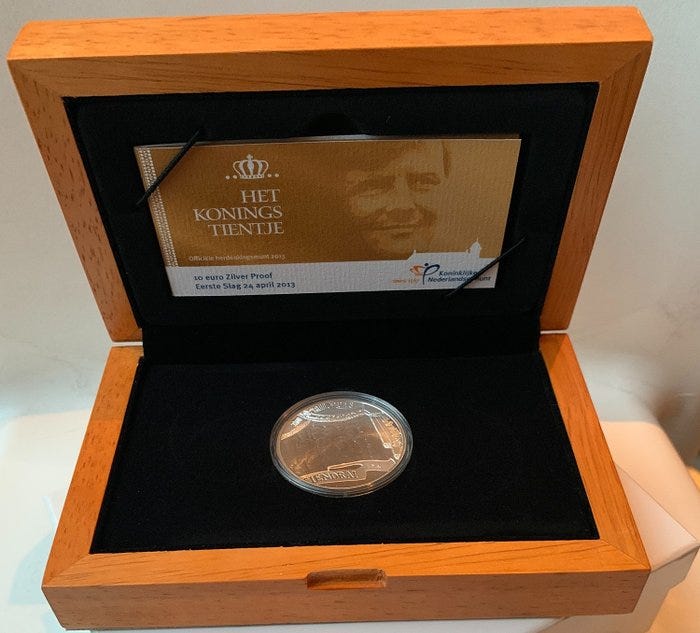 HET
KONINGS
TIENTJE
Officiële herdenkingsmunt 2013
10 euro Zilver Proof
Eerste Slag 24 april 2013
Koninklijke
Nederlandse Munt